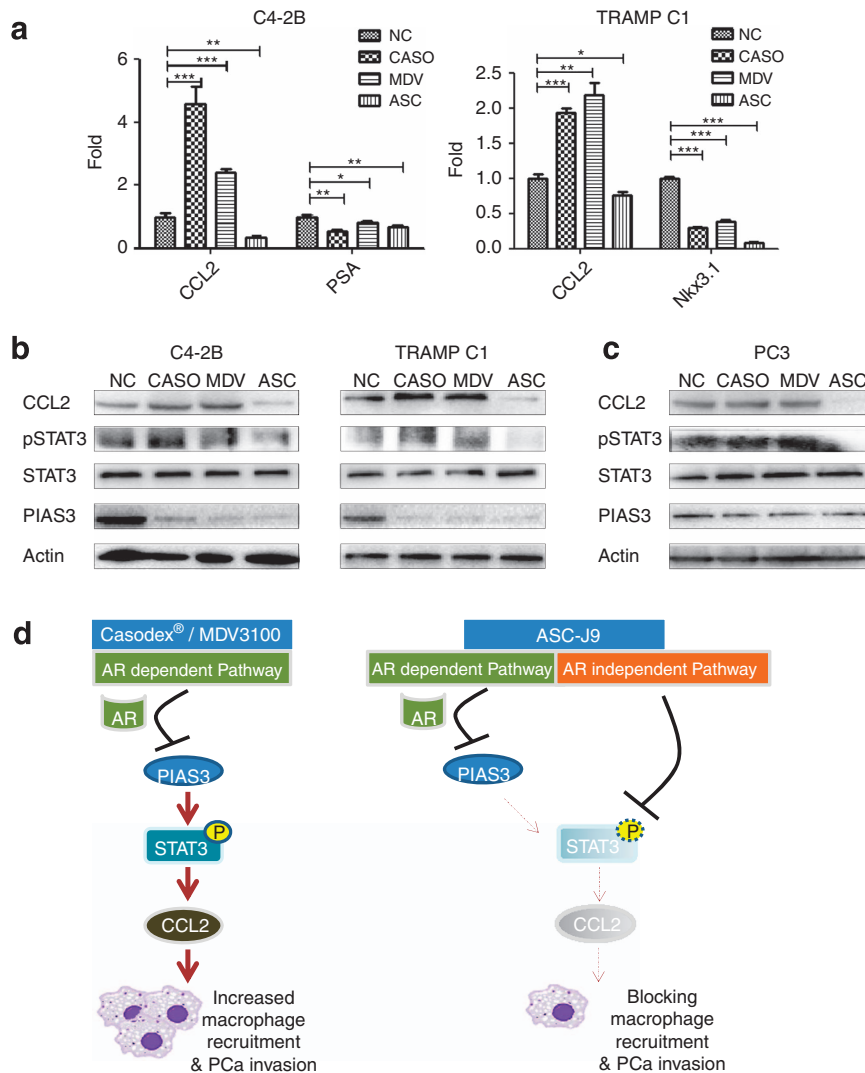 a
C4-2B
6
4
2
0
Fold
**
***
***
**
*
**
NC
CASO
MDV
ASC
CCL2
PSA
TRAMP C1
2.5
2.0
1.5
1.0
0.5
0.0
Fold
*
**
***
***
***
***
NC
CASO
MDV
ASC
CCL2
Nkx3.1
b
C4-2B
TRAMP C1
NC CASO MDV ASC
NC CASO MDV ASC
CCL2
pSTAT3
STAT3
PIAS3
Actin
c
PC3
NC CASO MDV ASC
CCL2
pSTAT3
STAT3
PIAS3
Actin
d
Casodex® / MDV3100
AR dependent Pathway
AR
PIAS3
P
STAT3
CCL2
Increased
macrophage
recruitment
& PCa invasion
ASC-J9
AR dependent Pathway
AR independent Pathway
AR
PIAS3
P
STAT3
CCL2
Blocking
macrophage
recruitment
& PCa invasion